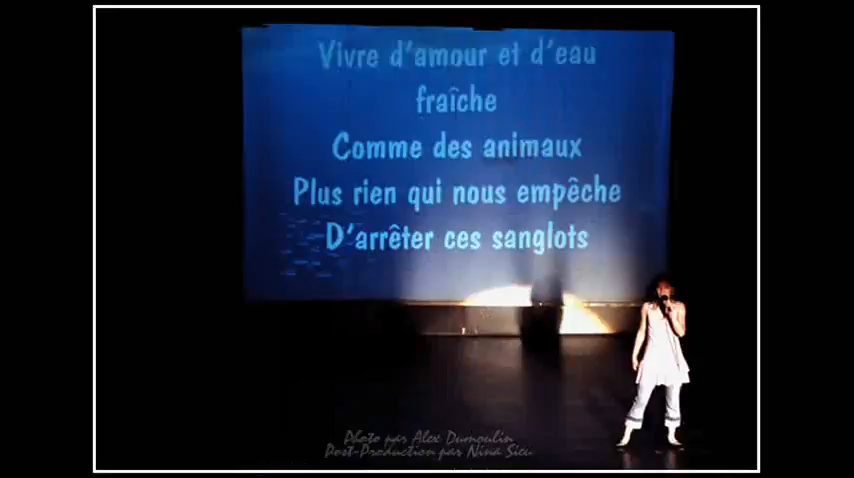 Vivre d'amour et d'eau
fraîche
Comme des animaux
Plus rien qui nous empêche
D'arrêter ces sanglots
Photo par Alex Dumoulin
Post-Production par Nina Sicu